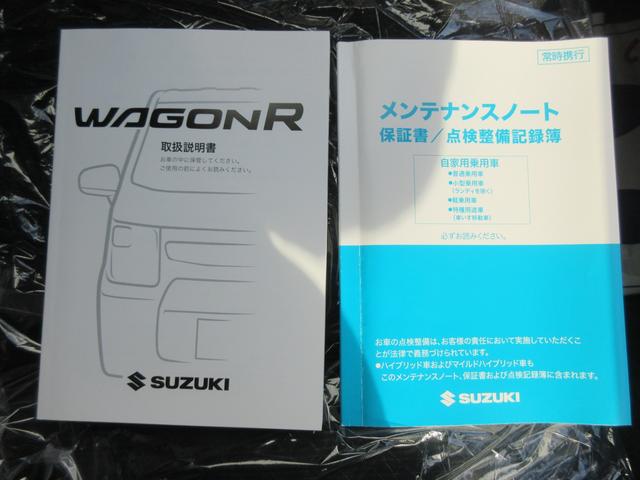 WAGONR
取扱説明書
お車の中に保管してください。
ご使用の前によくお読みください。
SUZUKI
常時携行
メンテナンスノート
保証書／点検整備記録簿
自家用乗用車
●普通乗用車
●小型乗用車
（ランディを除く）
●軽乗用車
●特種用途車
（車いす移動車）
必ずお読みください。
お車の点検整備は、お客様の責任において実施していただくこ
とが法律で義務づけられています。
●ハイブリッド車およびマイルドハイブリッド車も
このメンテナンスノート、保証書および点検記録簿に含まれます。
SUZUKI